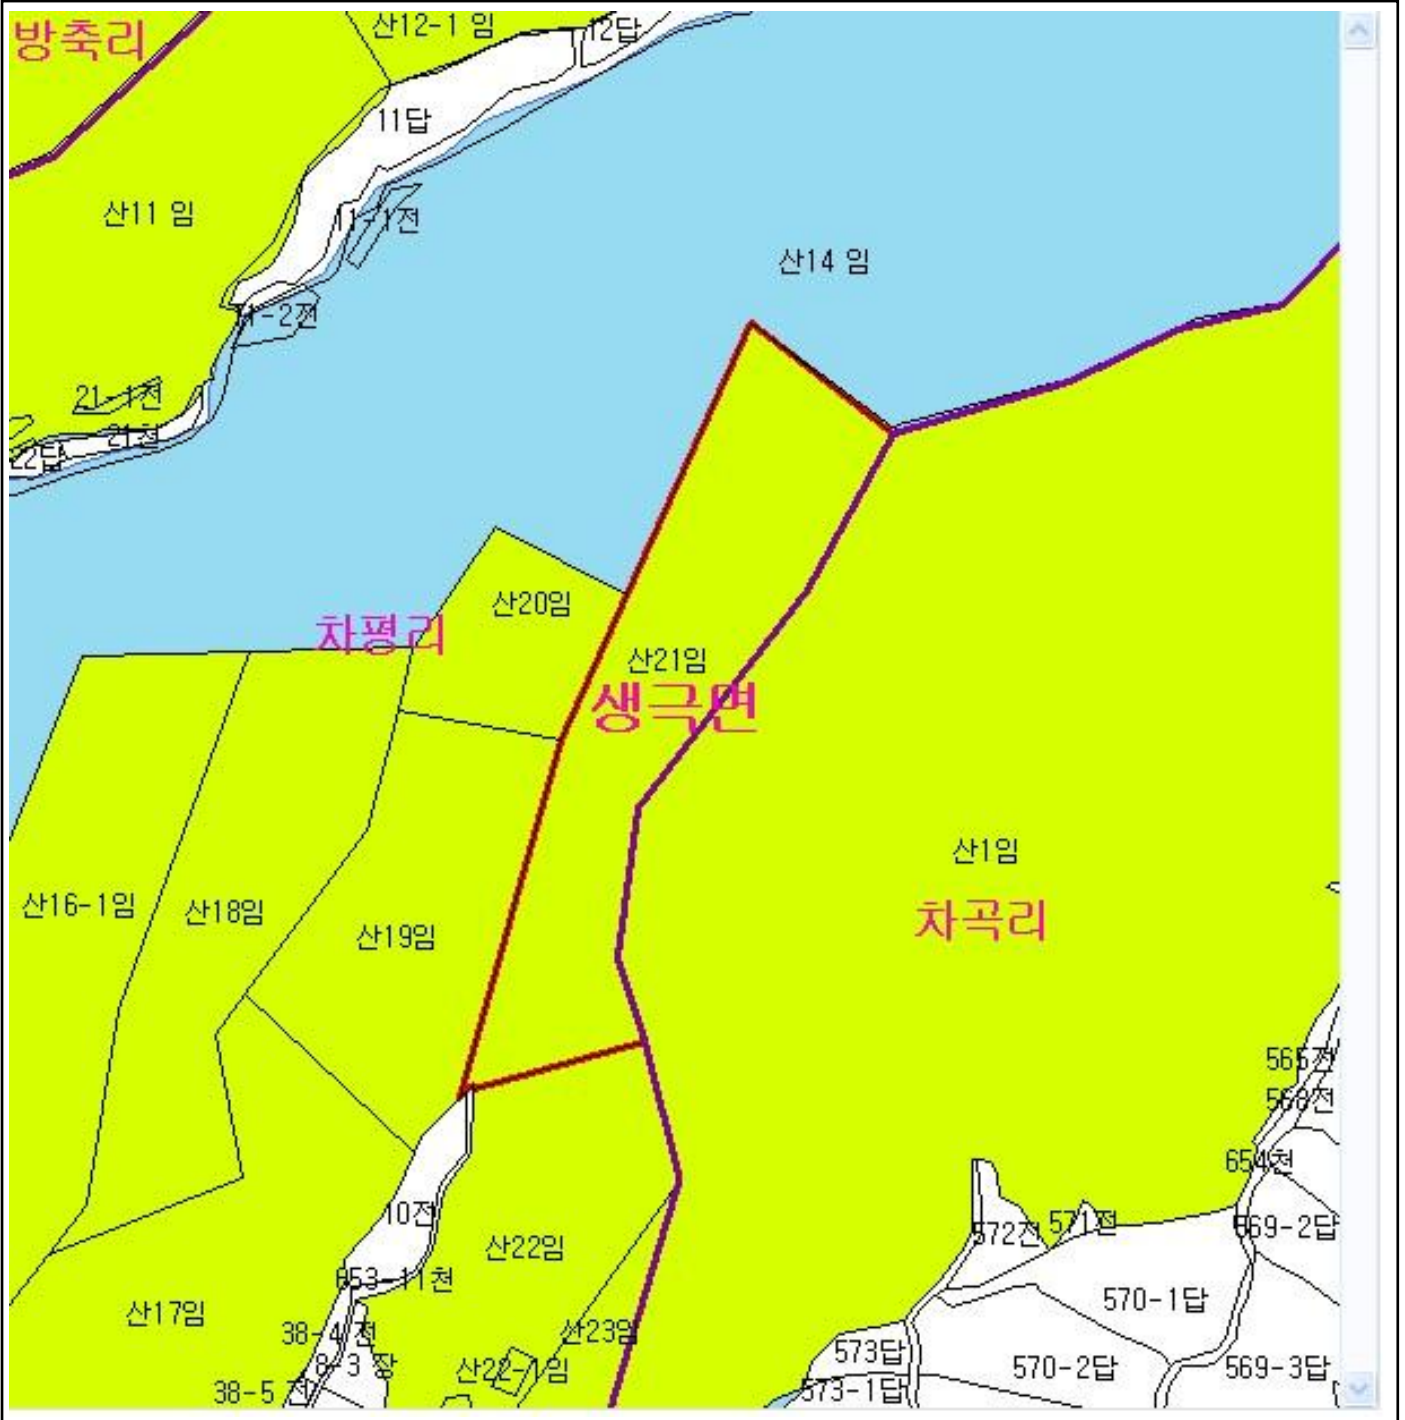 방축리
산12-1 임
12답
11답
산11 임
11-1전
산14 임
11-2전
21-1전
21전
22답
산20임
차평리
산21임
생극면
산1임
산16-1임
산18임
차곡리
산19임
565전
568전
654천
10전
572전
571전
569-2답
산22임
653-11천
570-1답
산17임
38-4 전
산23임
573답
8-3 장
산22-1임
570-2답
569-3답
38-5 전
573-1답